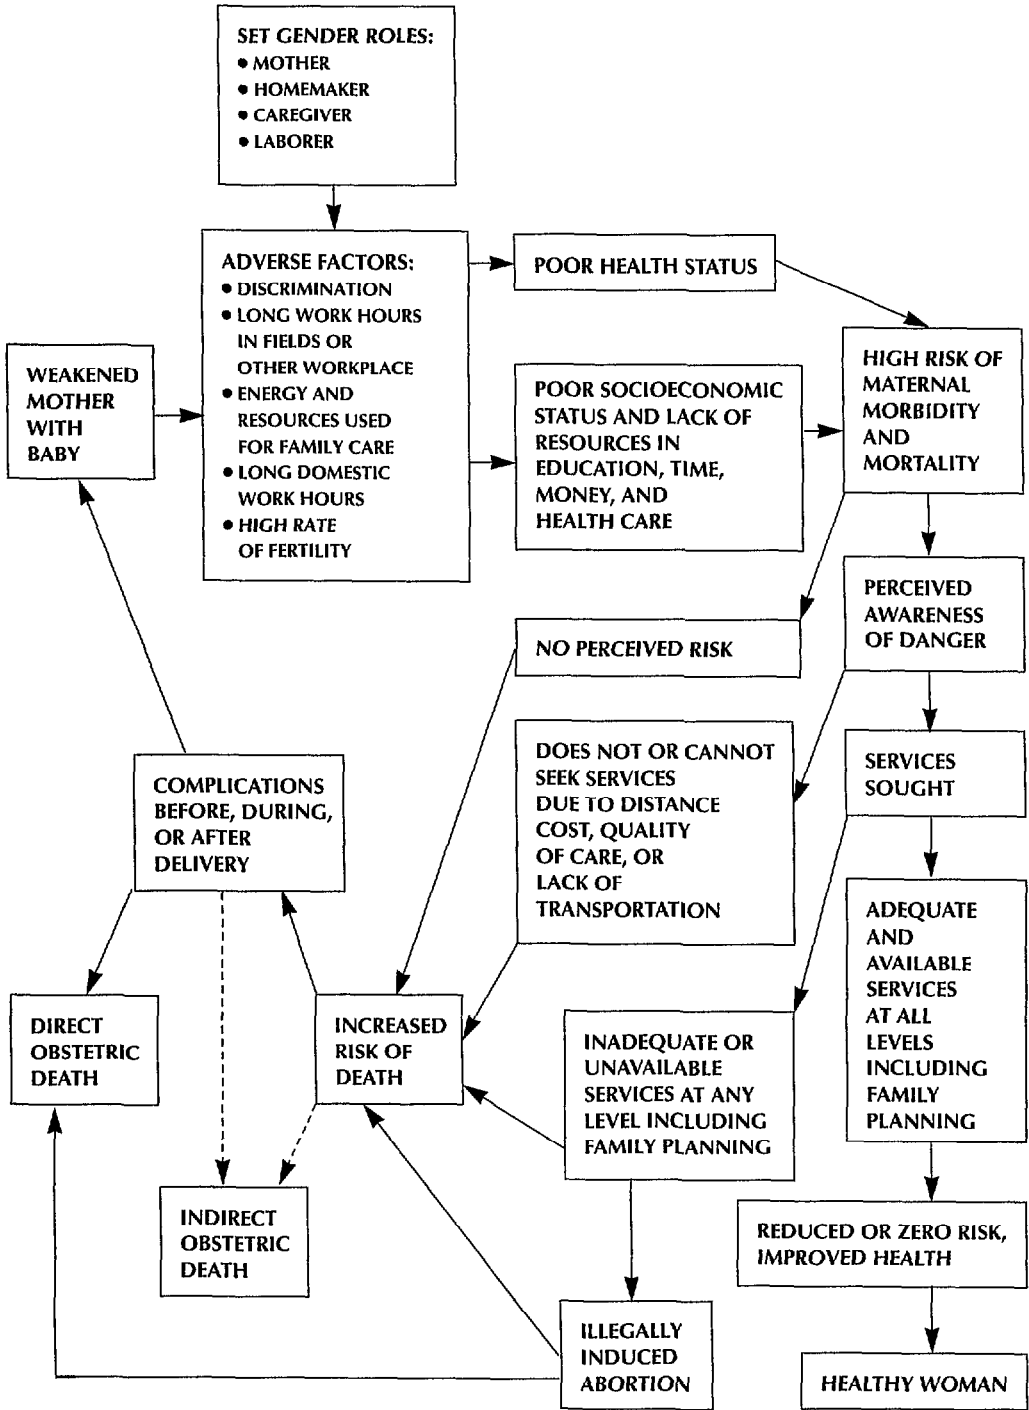 SET GENDER ROLES:
● MOTHER
● HOMEMAKER
● CAREGIVER
● LABORER
ADVERSE FACTORS:
● DISCRIMINATION
● LONG WORK HOURS
IN FIELDS OR
OTHER WORKPLACE
● ENERGY AND
RESOURCES USED
FOR FAMILY CARE
● LONG DOMESTIC
WORK HOURS
● HIGH RATE
OF FERTILITY
POOR HEALTH STATUS
WEAKENED
MOTHER
WITH
BABY
POOR SOCIOECONOMIC
STATUS AND LACK OF
RESOURCES IN
EDUCATION, TIME,
MONEY, AND
HEALTH CARE
HIGH RISK OF
MATERNAL
MORBIDITY
AND
MORTALITY
PERCEIVED
AWARENESS
OF DANGER
NO PERCEIVED RISK
DOES NOT OR CANNOT
SEEK SERVICES
DUE TO DISTANCE
COST, QUALITY
OF CARE, OR
LACK OF
TRANSPORTATION
SERVICES
SOUGHT
COMPLICATIONS
BEFORE, DURING,
OR AFTER
DELIVERY
ADEQUATE
AND
AVAILABLE
SERVICES
AT ALL
LEVELS
INCLUDING
FAMILY
PLANNING
DIRECT
OBSTETRIC
DEATH
INCREASED
RISK OF
DEATH
INADEQUATE OR
UNAVAILABLE
SERVICES AT ANY
LEVEL INCLUDING
FAMILY PLANNING
INDIRECT
OBSTETRIC
DEATH
REDUCED OR ZERO RISK,
IMPROVED HEALTH
ILLEGALLY
INDUCED
ABORTION
HEALTHY WOMAN